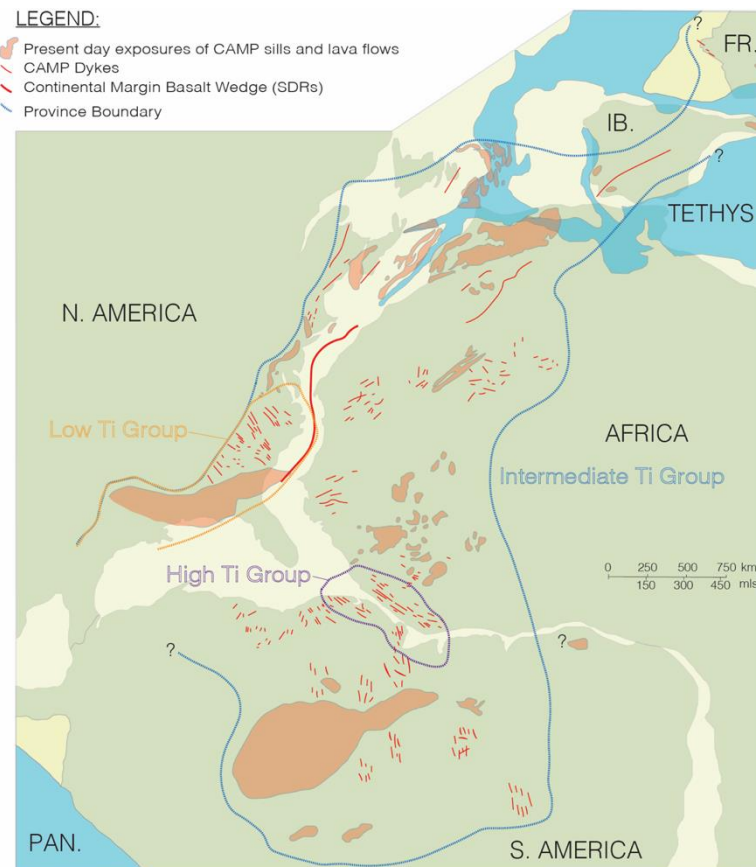 LEGEND:
Present day exposures of CAMP sills and lava flows
CAMP Dykes
Continental Margin Basalt Wedge (SDRs)
Province Boundary
?
FR.
IB.
?
TETHYS
N. AMERICA
Low Ti Group
AFRICA
Intermediate Ti Group
High Ti Group
0 250 500 750 km
150 300 450 mls
?
?
PAN.
S. AMERICA